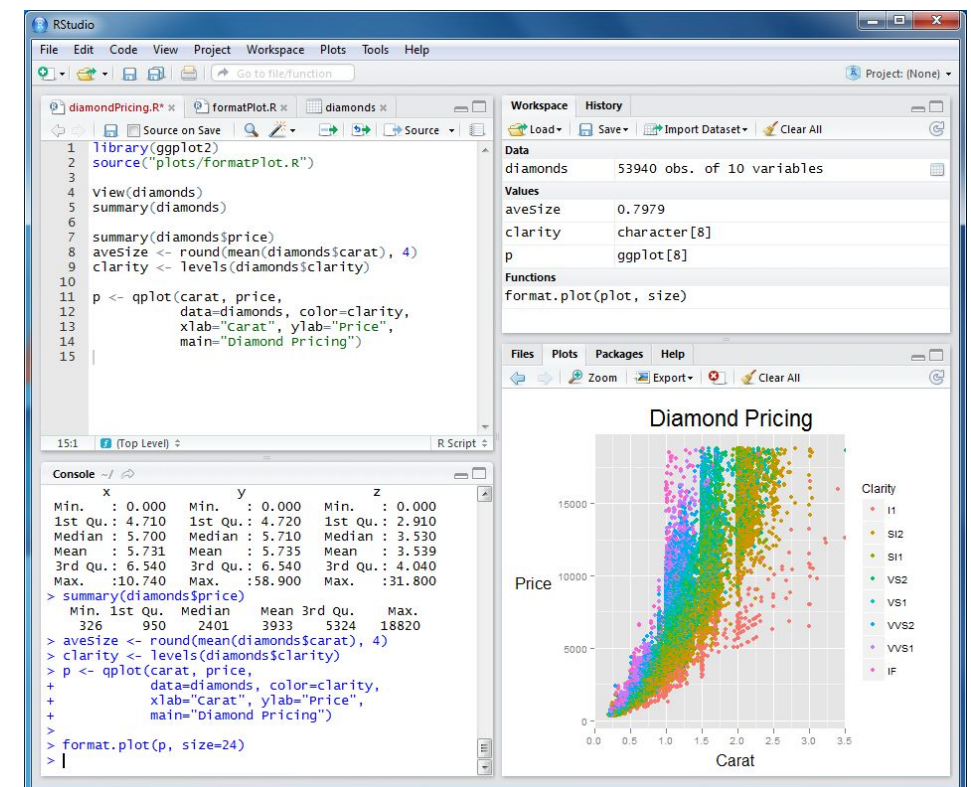 RStudio
File Edit Code View Project Workspace Plots Tools Help
Go to file/function
Project: (None)
diamondPricing.R*
formatPlot.R
diamonds
Source on Save
Source
1 library(ggplot2)
2 source("plots/formatPlot.R")
3
4 View(diamonds)
5 summary(diamonds)
6
7 summary(diamonds$price)
8 aveSize <- round(mean(diamonds$carat), 4)
9 clarity <- levels(diamonds$clarity)
10
11 p <- qplot(carat, price,
12 data=diamonds, color=clarity,
13 xlab="Carat", ylab="Price",
14 main="Diamond Pricing")
15
15:1 (Top Level) R Script
Console ~/
x y z
Min. : 0.000 Min. : 0.000 Min. : 0.000
1st Qu.: 4.710 1st Qu.: 4.720 1st Qu.: 2.910
Median : 5.700 Median : 5.710 Median : 3.530
Mean : 5.731 Mean : 5.735 Mean : 3.539
3rd Qu.: 6.540 3rd Qu.: 6.540 3rd Qu.: 4.040
Max. :10.740 Max. :58.900 Max. :31.800
> summary(diamonds$price)
Min. 1st Qu. Median Mean 3rd Qu. Max.
326 950 2401 3933 5324 18820
> aveSize <- round(mean(diamonds$carat), 4)
> clarity <- levels(diamonds$clarity)
> p <- qplot(carat, price,
+ data=diamonds, color=clarity,
+ xlab="Carat", ylab="Price",
+ main="Diamond Pricing")
>
> format.plot(p, size=24)
>
Workspace History
Load Save Import Dataset Clear All
Data
diamonds 53940 obs. of 10 variables
Values
aveSize 0.7979
clarity character[8]
p ggplot[8]
Functions
format.plot(plot, size)
Files Plots Packages Help
Zoom Export Clear All
Diamond Pricing
Price
15000
10000
5000
0
0.0 0.5 1.0 1.5 2.0 2.5 3.0 3.5
Carat
Clarity
I1
SI2
SI1
VS2
VS1
VVS2
VVS1
IF